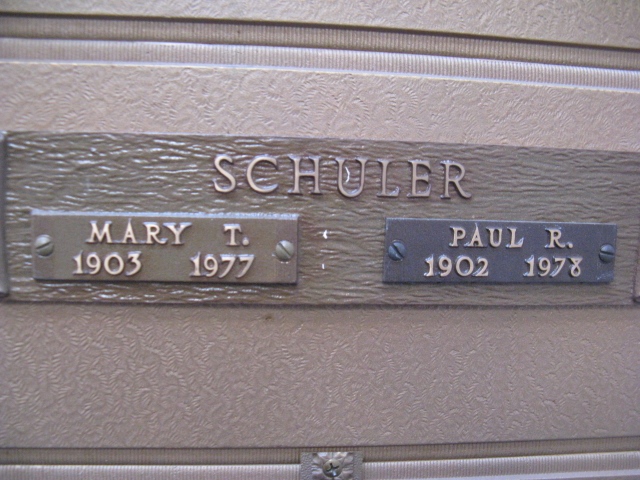 SCHULER
MARY T.
1903 1977
PAUL R.
1902 1978